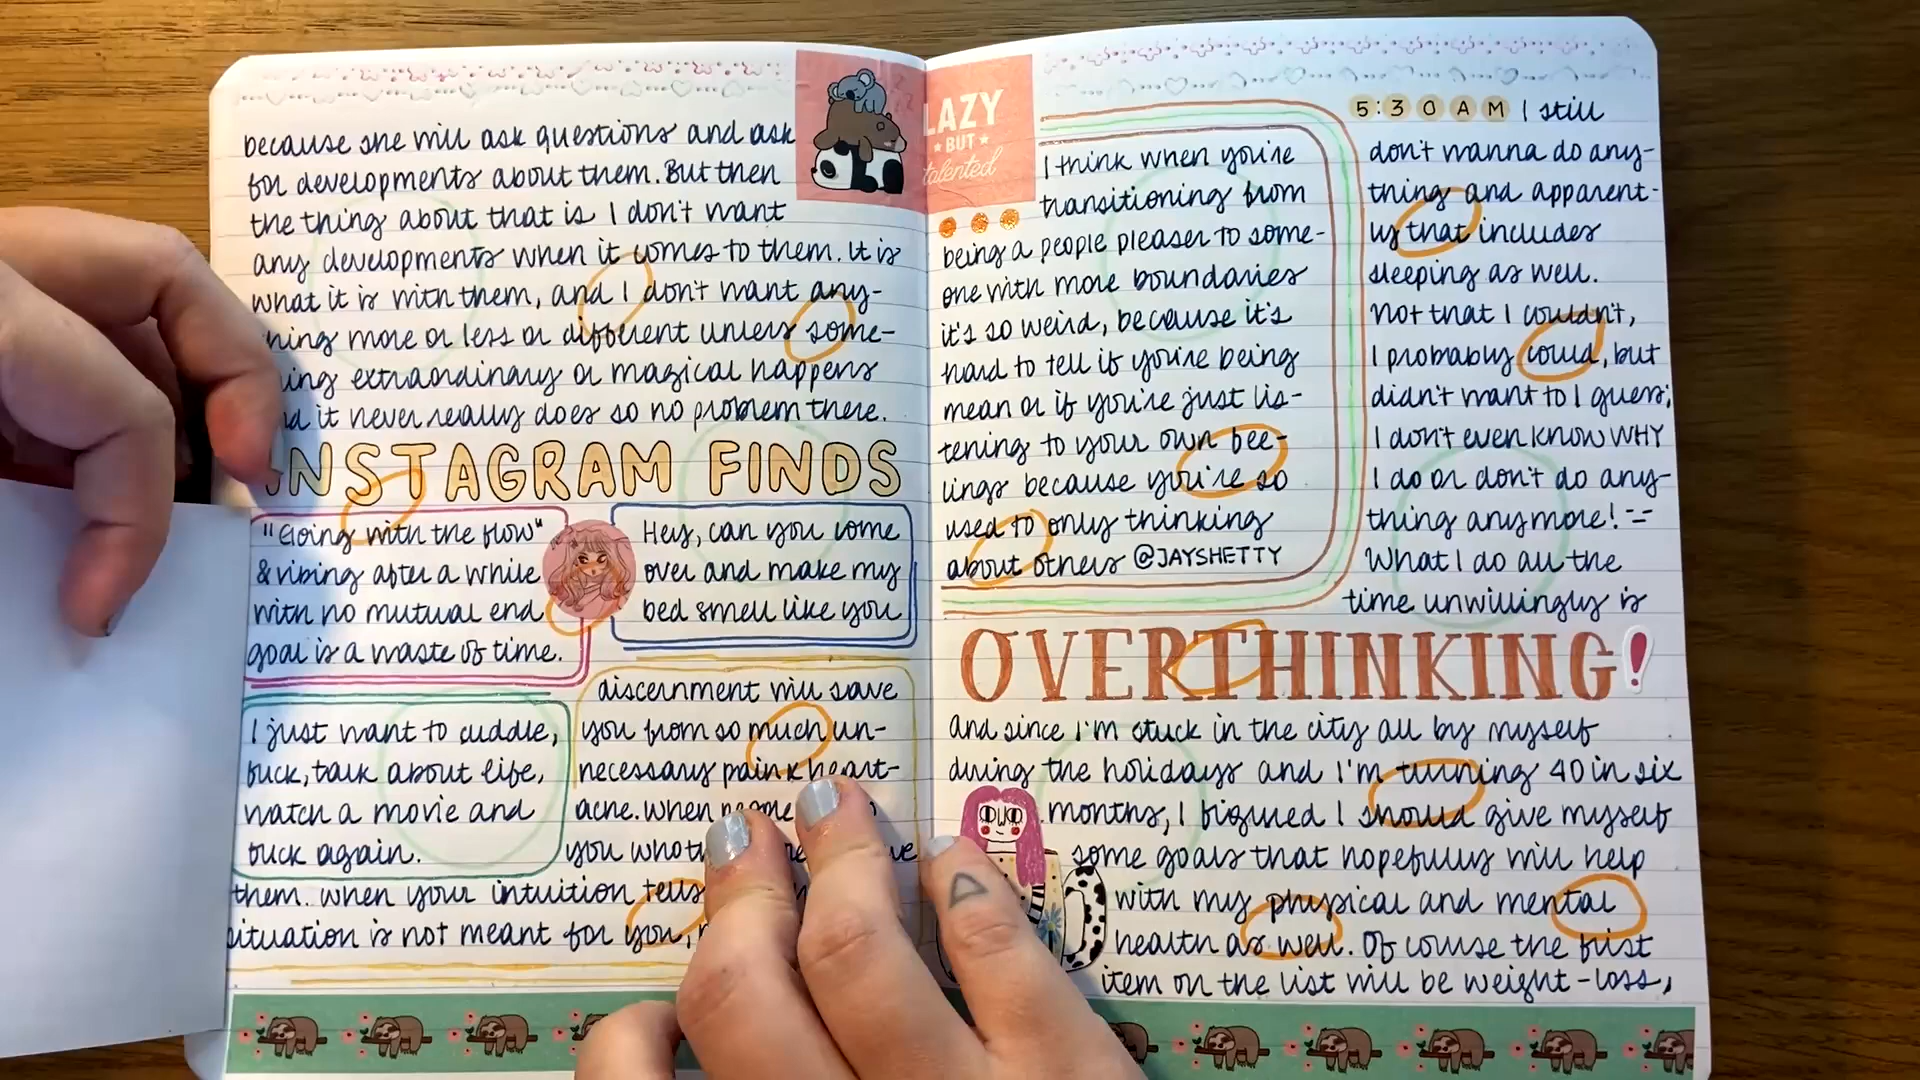 because she will ask questions and ask
for developments about them. But then
the thing about that is I don't want
any developments when it comes to them. It is
what it is with them, and I don't want any-
thing more or less or different unless some-
thing extraordinary or magical happens
and it never really does so no problem there.
INSTAGRAM FINDS
"Going with the flow"
& vibing after a while
with no mutual end
goal is a waste of time.
Hey, can you come
over and make my
bed smell like you
I just want to cuddle,
fuck, talk about life,
watch a movie and
fuck again.
discernment will save
you from so much un-
necessary pain & heart-
ache. when people
you
them. when your intuition tells
situation is not meant for you,
LAZY
BUT
talented
I think when you're
transitioning from
being a people pleaser to some-
one with more boundaries
it's so weird, because it's
hard to tell if you're being
mean or if you're just lis-
tening to your own fee-
lings because you're so
used to only thinking
about others @JAYSHETTY
5:30AM I still
don't wanna do any-
thing and apparent-
ly that includes
sleeping as well.
Not that I couldn't,
I probably could, but
didn't want to I guess;
I don't even know WHY
I do or don't do any-
thing anymore! --
What I do all the
time unwillingly is
OVERTHINKING!
and since I'm stuck in the city all by myself
during the holidays and I'm turning 40 in six
months, I figured I should give myself
some goals that hopefully will help
with my physical and mental
health as well. Of course the first
item on the list will be weight-loss,